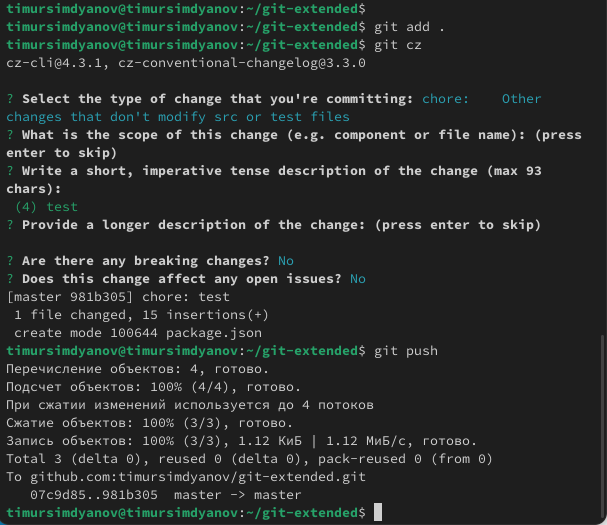 timursimdyanov@timursimdyanov:~/git-extended$
timursimdyanov@timursimdyanov:~/git-extended$ git add .
timursimdyanov@timursimdyanov:~/git-extended$ git cz
cz-cli@4.3.1, cz-conventional-changelog@3.3.0
? Select the type of change that you're committing: chore:    Other
changes that don't modify src or test files
? What is the scope of this change (e.g. component or file name): (press
enter to skip)
? Write a short, imperative tense description of the change (max 93
chars):
 (4) test
? Provide a longer description of the change: (press enter to skip)
? Are there any breaking changes? No
? Does this change affect any open issues? No
[master 981b305] chore: test
 1 file changed, 15 insertions(+)
 create mode 100644 package.json
timursimdyanov@timursimdyanov:~/git-extended$ git push
Перечисление объектов: 4, готово.
Подсчет объектов: 100% (4/4), готово.
При сжатии изменений используется до 4 потоков
Сжатие объектов: 100% (3/3), готово.
Запись объектов: 100% (3/3), 1.12 КиБ | 1.12 МиБ/с, готово.
Total 3 (delta 0), reused 0 (delta 0), pack-reused 0 (from 0)
To github.com:timursimdyanov/git-extended.git
   07c9d85..981b305  master -> master
timursimdyanov@timursimdyanov:~/git-extended$